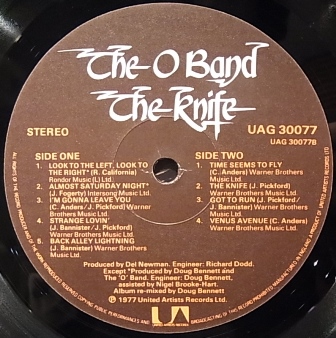 The O Band
The Knife
STEREO
UAG 30077
UAG 30077B
SIDE ONE
1. LOOK TO THE LEFT, LOOK TO
THE RIGHT* (R. California)
Rondor Music (L) Ltd.
2. ALMOST SATURDAY NIGHT*
(J. Fogerty) Intersong Music Ltd.
3. I'M GONNA LEAVE YOU
(C. Anders/ J. Pickford) Warner
Brothers Music Ltd.
4. STRANGE LOVIN'
(J. Bannister/ J. Pickford)
Warner Brothers Music Ltd.
5. BACK ALLEY LIGHTNING
(J. Pickford) Warner Brothers Music Ltd.
SIDE TWO
1. TIME SEEMS TO FLY
(C. Anders) Warner Brothers
Music Ltd.
2. THE KNIFE (J. Pickford)
Warner Brothers Music Ltd.
3. GOT TO RUN (J. Pickford/
J. Bannister) Warner Brothers
Music Ltd.
4. VENUS AVENUE (C. Anders)
Warner Brothers Music Ltd.
Produced by Del Newman. Engineer: Richard Dodd.
Except *Produced by Doug Bennett and
The 'O' Band. Engineer: Doug Bennett,
assisted by Nigel Brooke-Hart.
Album re-mixed by Doug Bennett
℗ 1977 United Artists Records Ltd.
UNITED ARTISTS RECORDS